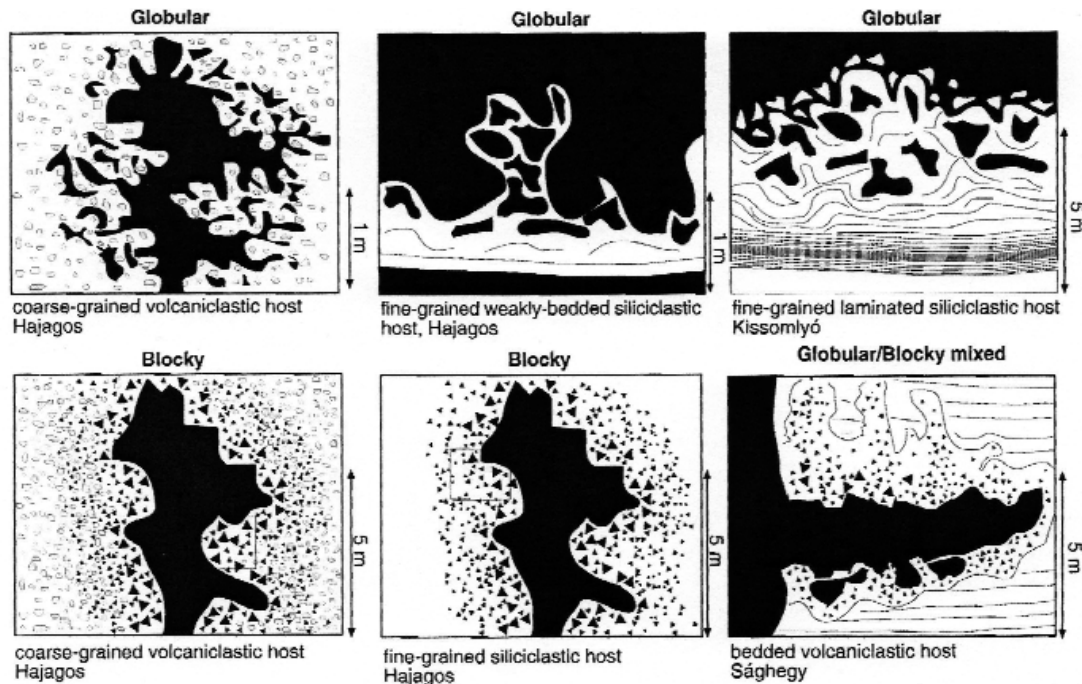 Globular
Globular
Globular
1 m
1 m
5 m
coarse-grained volcaniclastic host
Hajagos
fine-grained weakly-bedded siliciclastic
host, Hajagos
fine-grained laminated siliciclastic host
Kissomlyó
Blocky
Blocky
Globular/Blocky mixed
5 m
5 m
5 m
coarse-grained volcaniclastic host
Hajagos
fine-grained siliciclastic host
Hajagos
bedded volcaniclastic host
Sághegy